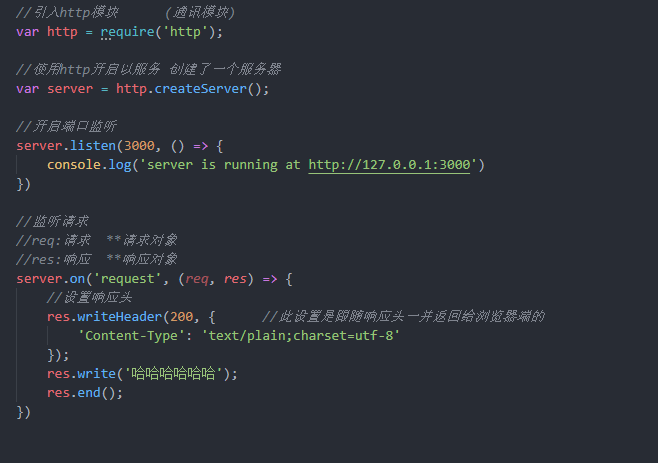 //引入http模块      (通讯模块)
var http = require('http');
//使用http开启以服务 创建了一个服务器
var server = http.createServer();
//开启端口监听
server.listen(3000, () => {
    console.log('server is running at http://127.0.0.1:3000')
})
//监听请求
//req:请求  **请求对象
//res:响应  **响应对象
server.on('request', (req, res) => {
    //设置响应头
    res.writeHeader(200, {      //此设置是跟随响应头一并返回给浏览器端的
        'Content-Type': 'text/plain;charset=utf-8'
    });
    res.write('哈哈哈哈哈哈');
    res.end();
})